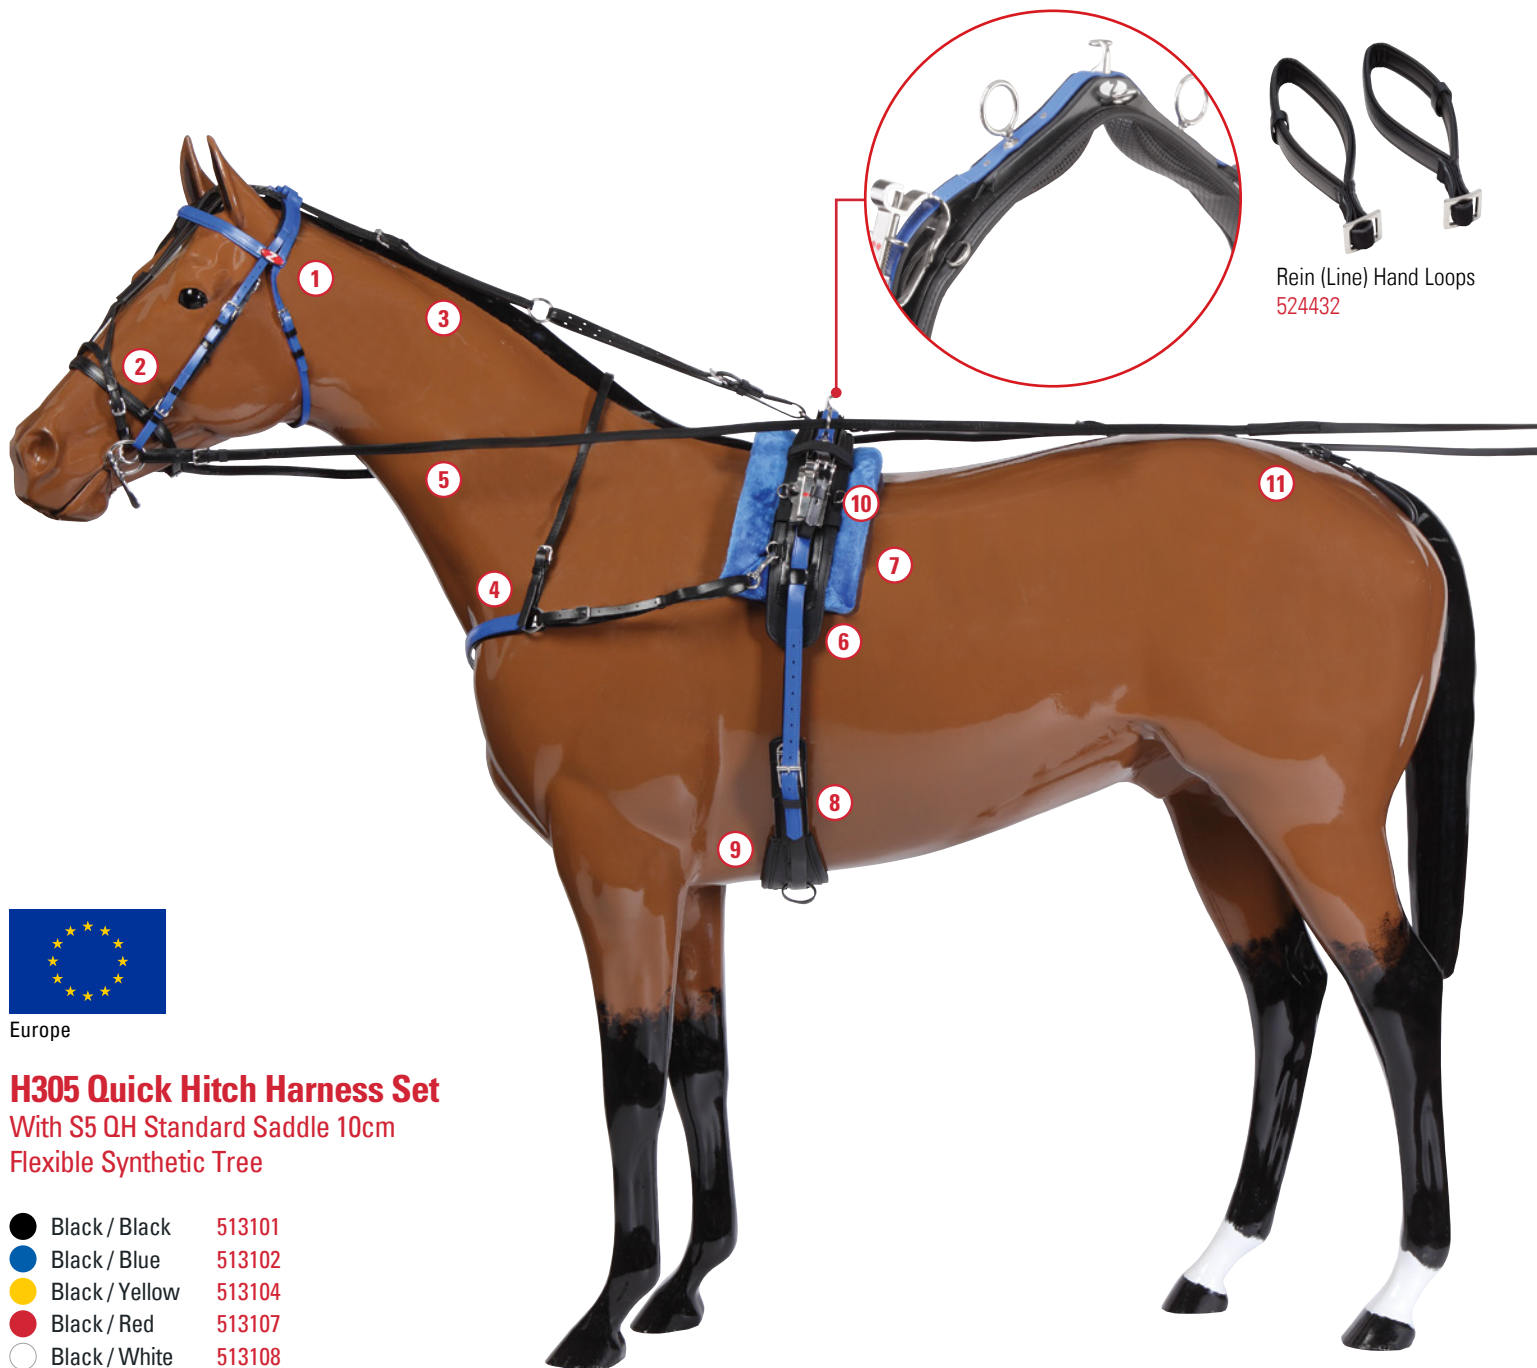 Rein (Line) Hand Loops
524432
1
2
3
4
5
6
7
8
9
10
11
Europe
H305 Quick Hitch Harness Set
With S5 QH Standard Saddle 10cm
Flexible Synthetic Tree
Black / Black 513101
Black / Blue 513102
Black / Yellow 513104
Black / Red 513107
Black / White 513108